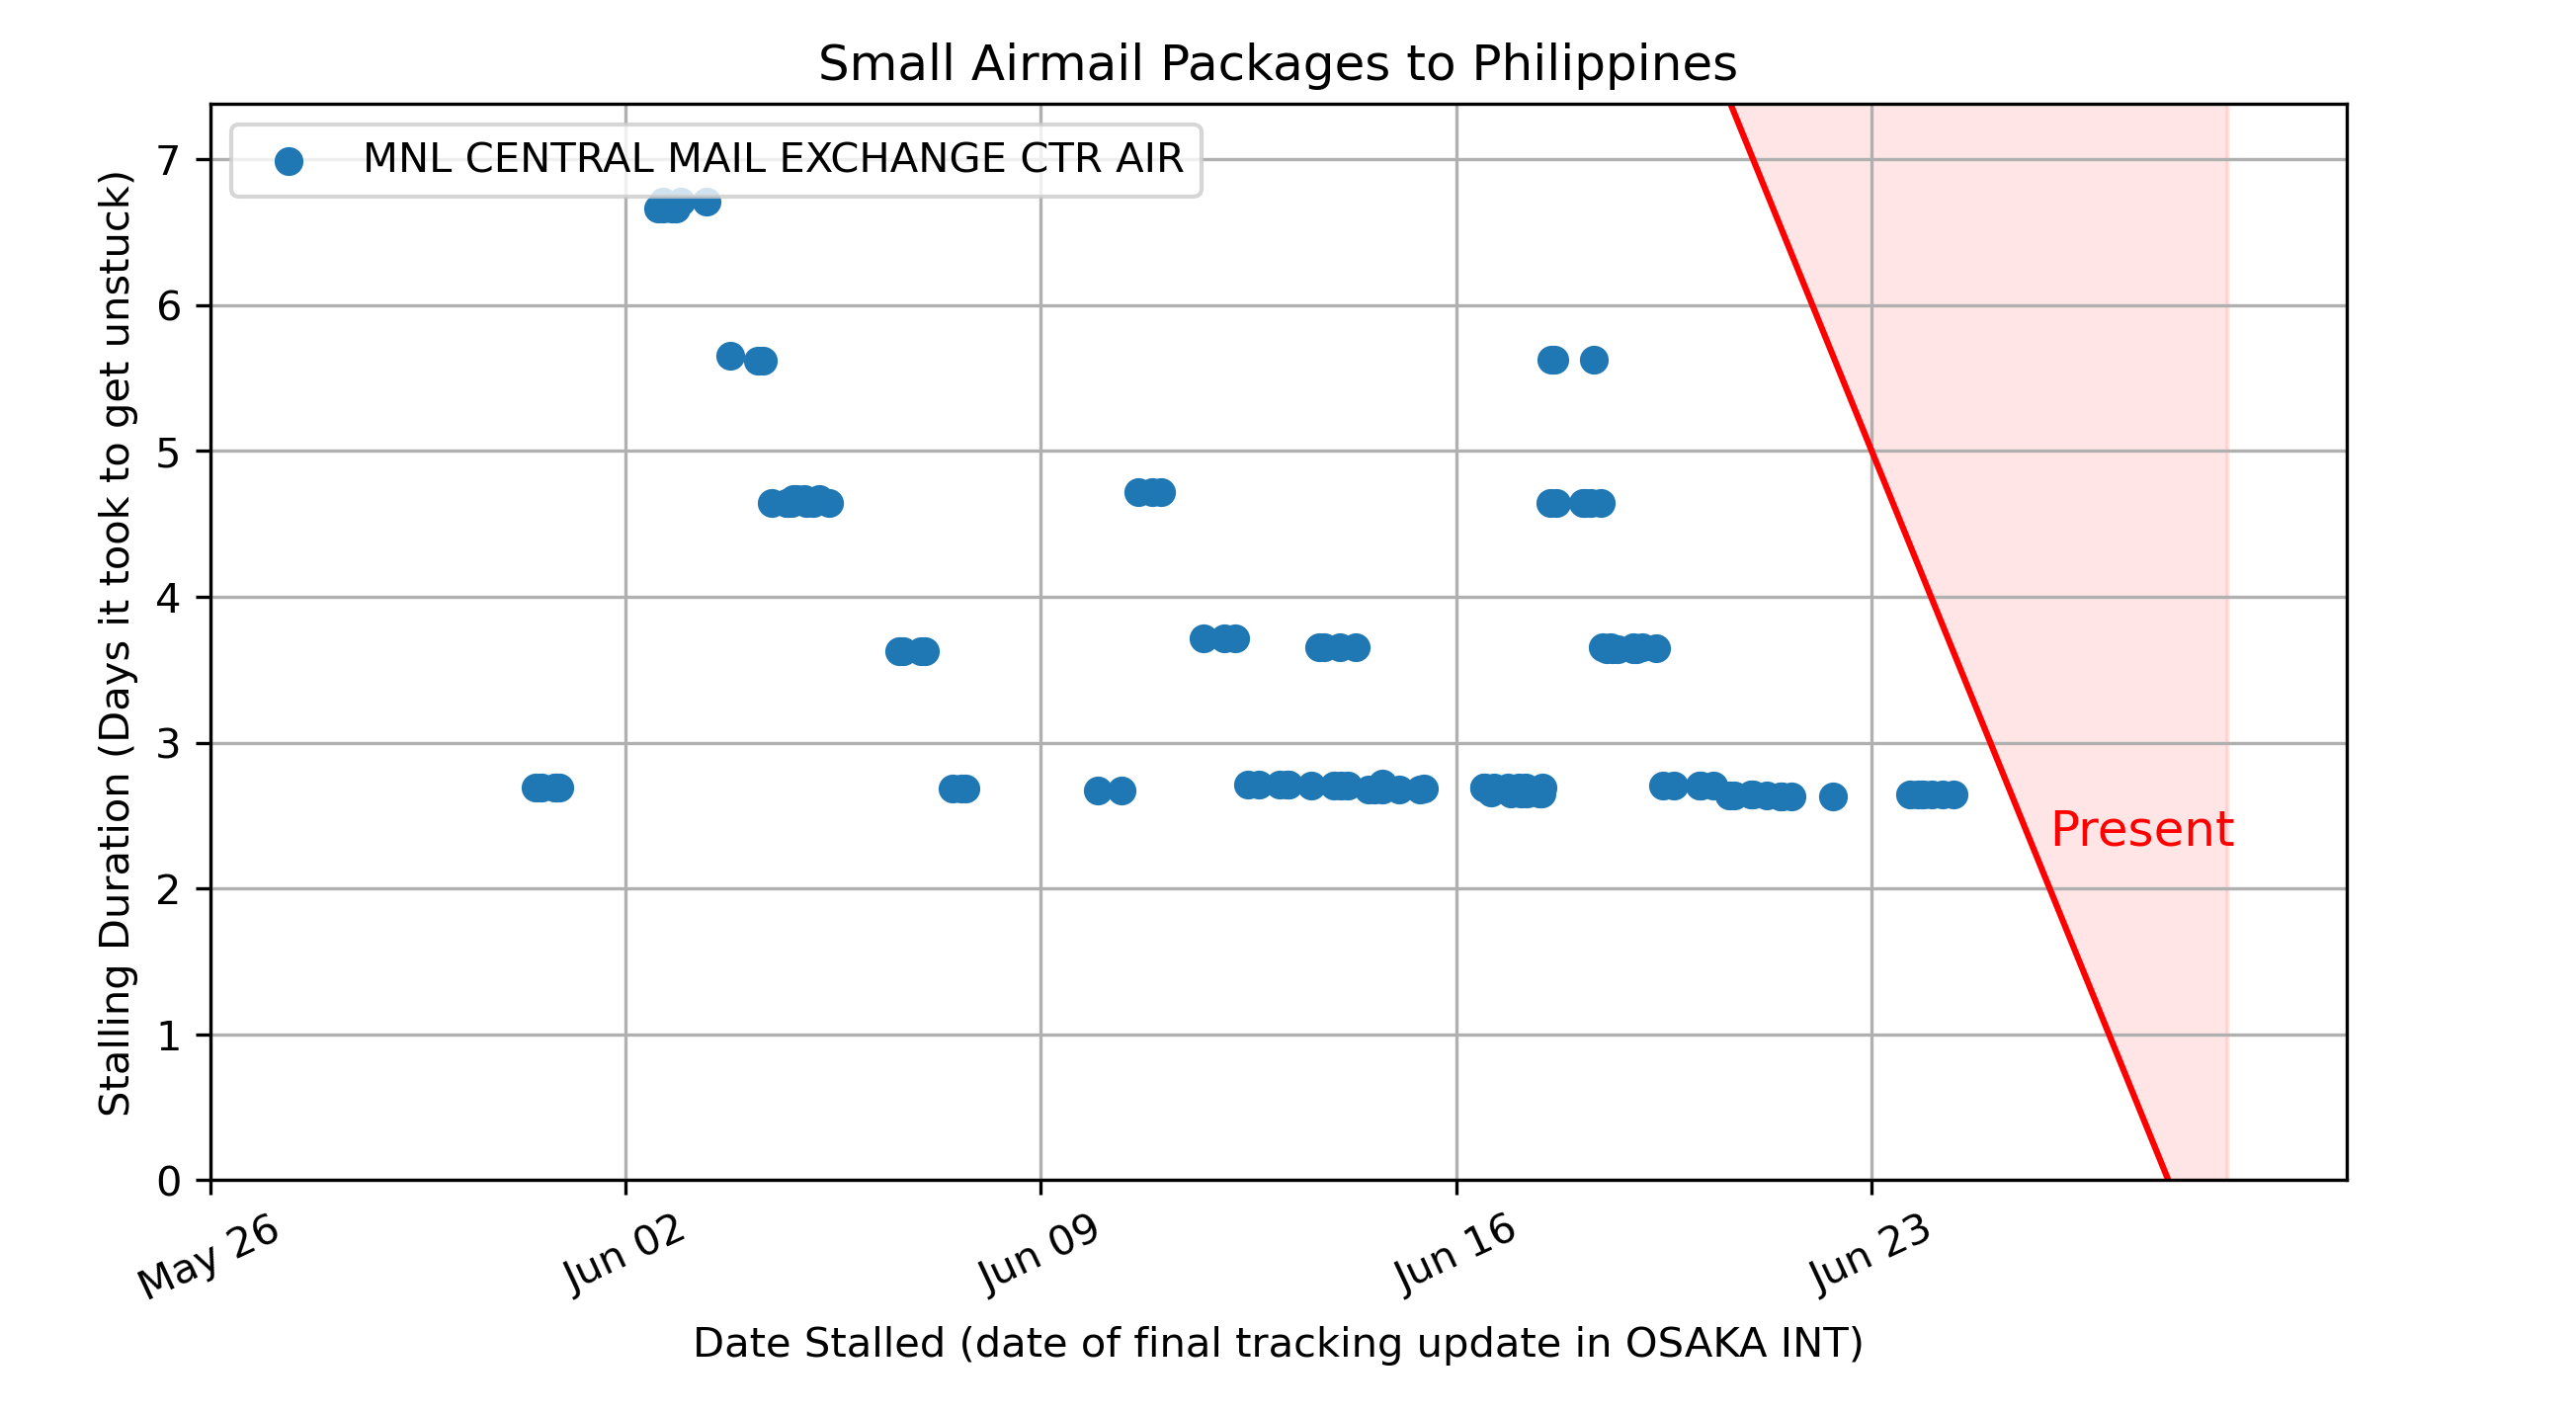 Small Airmail Packages to Philippines
MNL CENTRAL MAIL EXCHANGE CTR AIR
Stalling Duration (Days it took to get unstuck)
7
6
5
4
3
2
1
0
Present
May 26
Jun 02
Jun 09
Jun 16
Jun 23
Date Stalled (date of final tracking update in OSAKA INT)